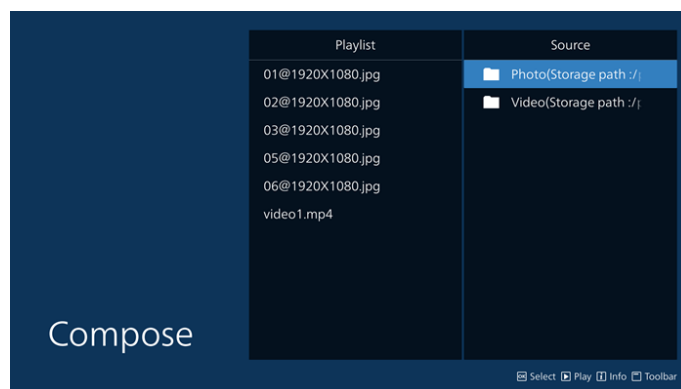 Playlist
Source
01@1920X1080.jpg
02@1920X1080.jpg
03@1920X1080.jpg
05@1920X1080.jpg
06@1920X1080.jpg
video1.mp4
Photo(Storage path :/
Video(Storage path :/
Compose
OK Select Play i Info Toolbar